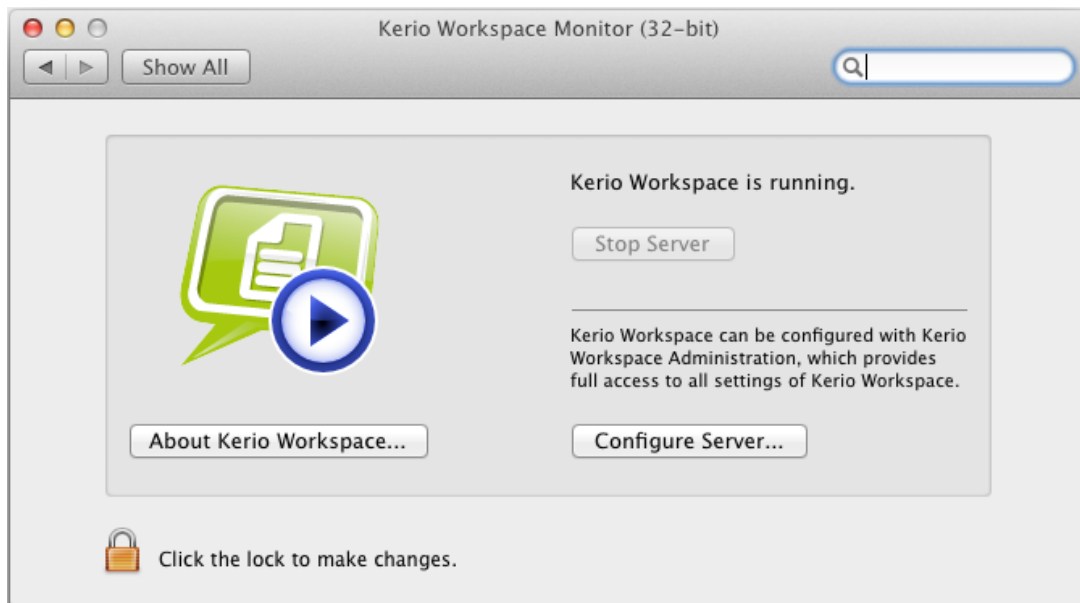 Kerio Workspace Monitor (32-bit)
Show All
Kerio Workspace is running.
Stop Server
Kerio Workspace can be configured with Kerio
Workspace Administration, which provides
full access to all settings of Kerio Workspace.
About Kerio Workspace...
Configure Server...
Click the lock to make changes.